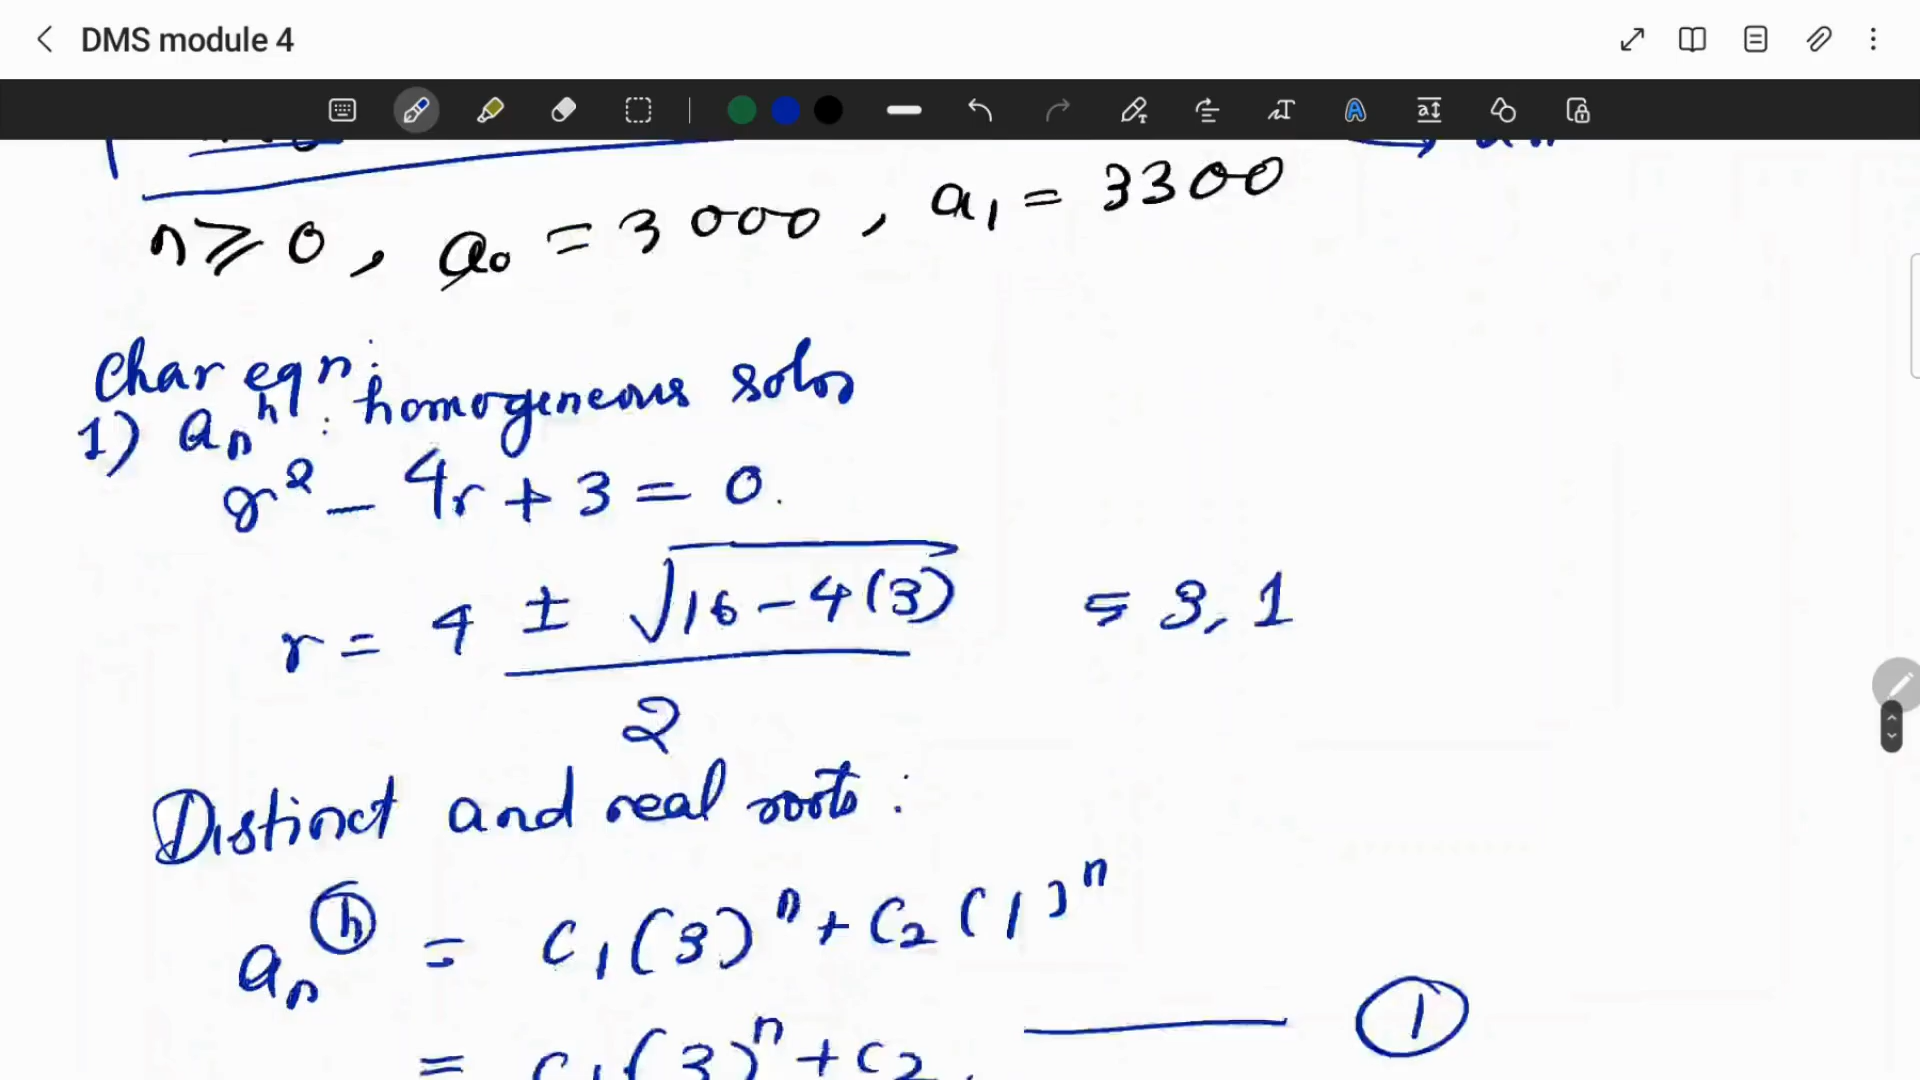 DMS module 4
n ≥ 0, a₀ = 3000, a₁ = 3300
Char eqn:
1) aₙʰ : homogeneous soln
r² - 4r + 3 = 0.
r = 4 ± √16 - 4(3) / 2 = 3, 1
Distinct and real roots:
aₙ ⓗ = C₁(3)ⁿ + C₂(1)ⁿ
= C₁(3)ⁿ + C₂. ——— ①